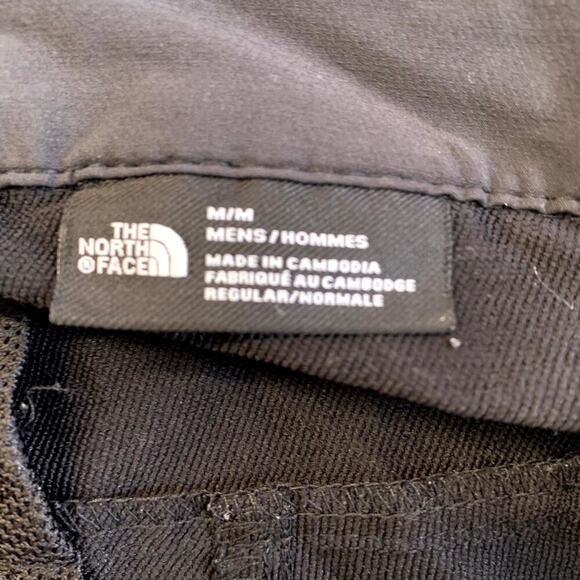 THE
NORTH
®FACE
M/M
MENS/HOMMES
MADE IN CAMBODIA
FABRIQUÉ AU CAMBODGE
REGULAR/NORMALE